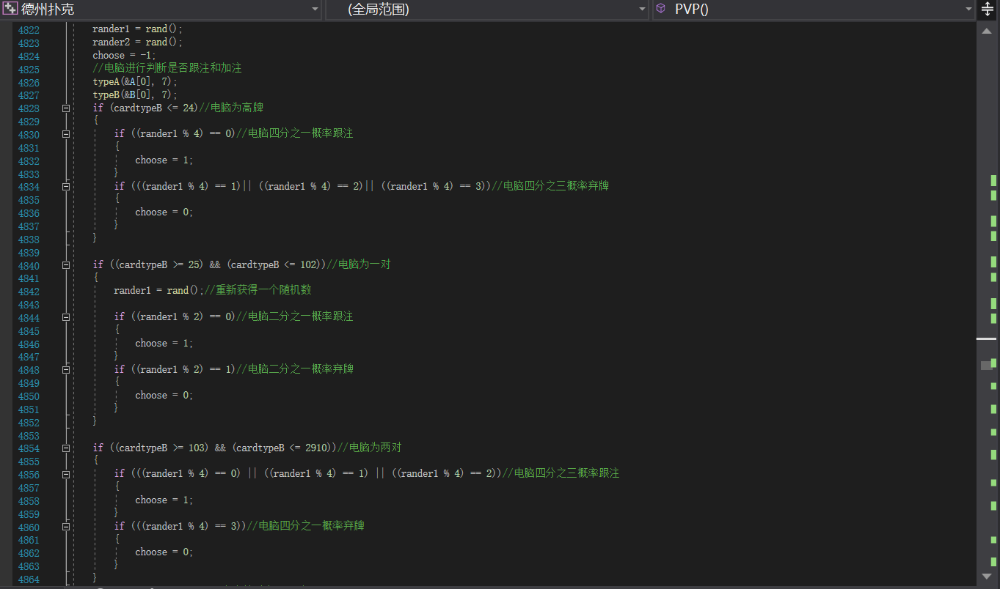 德州扑克 (全局范围) PVP()
4822 rander1 = rand();
4823 rander2 = rand();
4824 choose = -1;
4825 //电脑进行判断是否跟注和加注
4826 typeA(&A[0], 7);
4827 typeB(&B[0], 7);
4828 if (cardtypeB <= 24)//电脑为高牌
4829 {
4830 if ((rander1 % 4) == 0)//电脑四分之一概率跟注
4831 {
4832 choose = 1;
4833 }
4834 if (((rander1 % 4) == 1)|| ((rander1 % 4) == 2)|| ((rander1 % 4) == 3))//电脑四分之三概率弃牌
4835 {
4836 choose = 0;
4837 }
4838 }
4839
4840 if ((cardtypeB >= 25) && (cardtypeB <= 102))//电脑为一对
4841 {
4842 rander1 = rand();//重新获得一个随机数
4843
4844 if ((rander1 % 2) == 0)//电脑二分之一概率跟注
4845 {
4846 choose = 1;
4847 }
4848 if ((rander1 % 2) == 1)//电脑二分之一概率弃牌
4849 {
4850 choose = 0;
4851 }
4852 }
4853
4854 if ((cardtypeB >= 103) && (cardtypeB <= 2910))//电脑为两对
4855 {
4856 if (((rander1 % 4) == 0) || ((rander1 % 4) == 1) || ((rander1 % 4) == 2))//电脑四分之三概率跟注
4857 {
4858 choose = 1;
4859 }
4860 if (((rander1 % 4) == 3))//电脑四分之一概率弃牌
4861 {
4862 choose = 0;
4863 }
4864 }